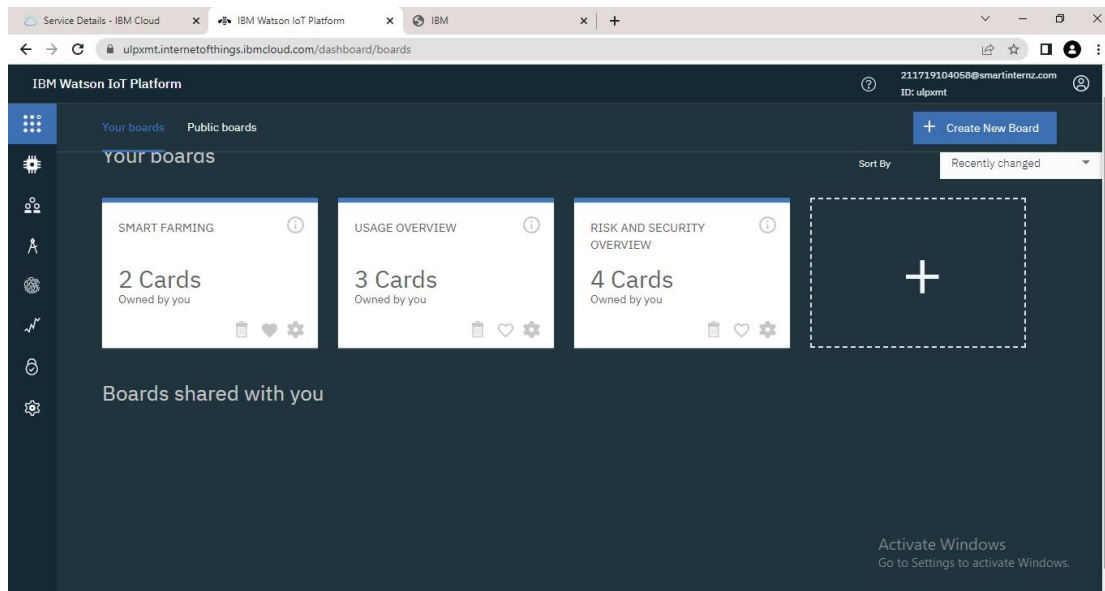 Service Details - IBM Cloud
IBM Watson IoT Platform
IBM
ulpxmt.internetofthings.ibmcloud.com/dashboard/boards
IBM Watson IoT Platform
211719104058@smartinternz.com
ID: ulpxmt
Your boards
Public boards
Create New Board
Your boards
Sort By
Recently changed
SMART FARMING
2 Cards
Owned by you
USAGE OVERVIEW
3 Cards
Owned by you
RISK AND SECURITY
OVERVIEW
4 Cards
Owned by you
Boards shared with you
Activate Windows
Go to Settings to activate Windows.